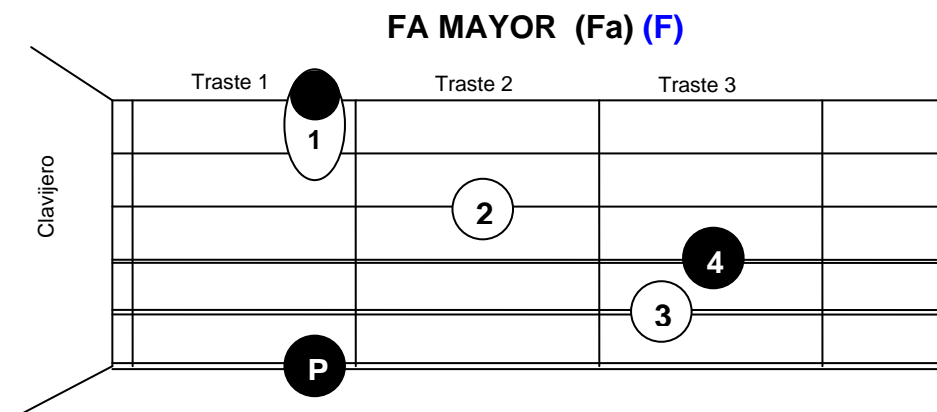 FA MAYOR (Fa) (F)
Traste 1 Traste 2 Traste 3
Clavijero
1
2
4
3
P